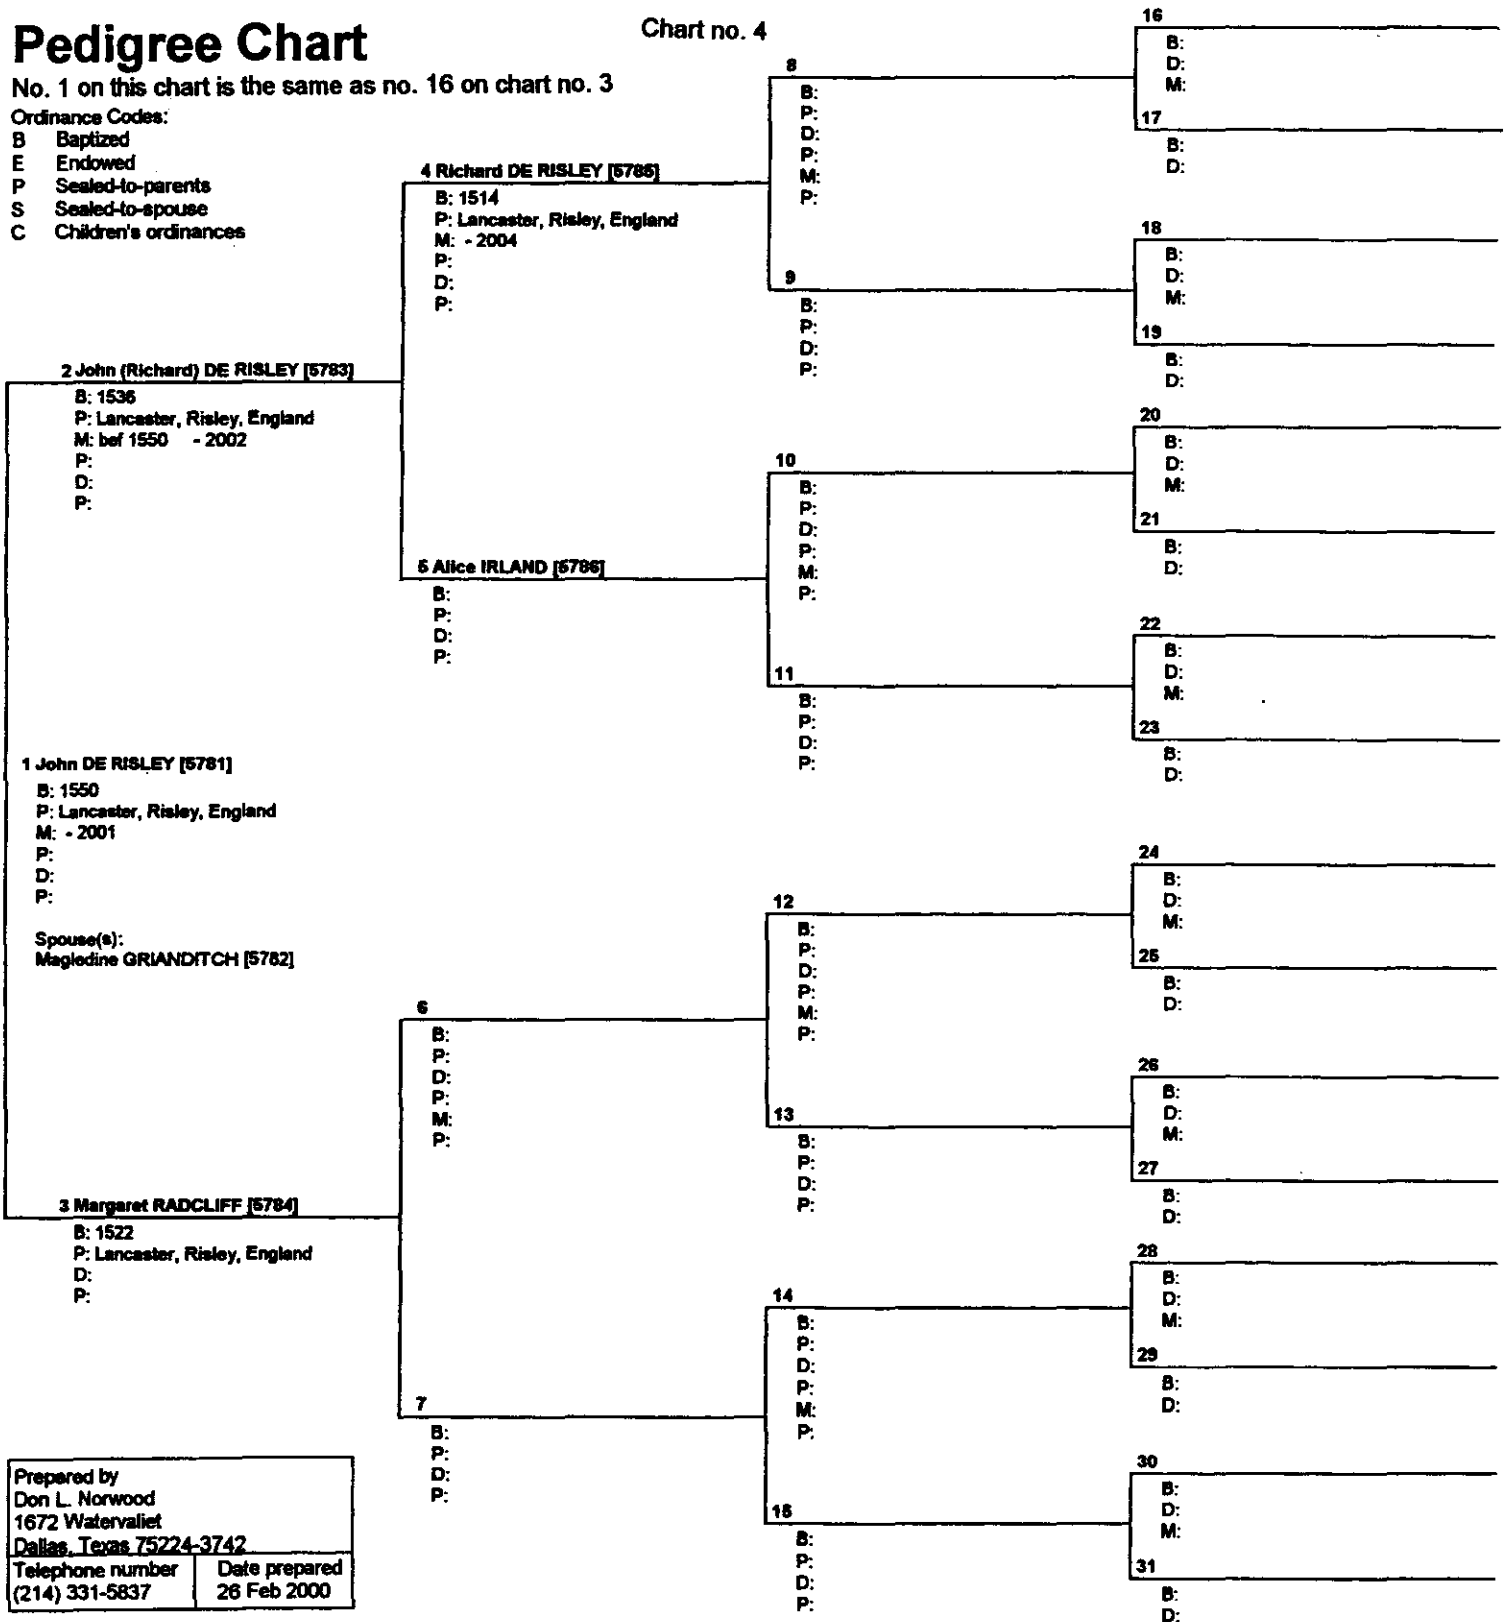 Pedigree Chart
Chart no. 4
No. 1 on this chart is the same as no. 16 on chart no. 3
Ordinance Codes:
B Baptized
E Endowed
P Sealed-to-parents
S Sealed-to-spouse
C Children's ordinances
1 John DE RISLEY [5781]
B: 1550
P: Lancaster, Risley, England
M: - 2001
P:
D:
P:
Spouse(s):
Magledine GRIANDITCH [5782]
2 John (Richard) DE RISLEY [5783]
B: 1536
P: Lancaster, Risley, England
M: bef 1550 - 2002
P:
D:
P:
3 Margaret RADCLIFF [5784]
B: 1522
P: Lancaster, Risley, England
D:
P:
4 Richard DE RISLEY [5785]
B: 1514
P: Lancaster, Risley, England
M: - 2004
P:
D:
P:
5 Alice IRLAND [5786]
B:
P:
D:
P:
6
B:
P:
D:
P:
M:
P:
7
B:
P:
D:
P:
8
B:
P:
D:
P:
M:
P:
9
B:
P:
D:
P:
10
B:
P:
D:
P:
M:
P:
11
B:
P:
D:
P:
12
B:
P:
D:
P:
M:
P:
13
B:
P:
D:
P:
14
B:
P:
D:
P:
M:
P:
15
B:
P:
D:
P:
16
B:
D:
M:
17
B:
D:
18
B:
D:
M:
19
B:
D:
20
B:
D:
M:
21
B:
D:
22
B:
D:
M:
23
B:
D:
24
B:
D:
M:
25
B:
D:
26
B:
D:
M:
27
B:
D:
28
B:
D:
M:
29
B:
D:
30
B:
D:
M:
31
B:
D:
Prepared by
Don L. Norwood
1672 Watervaliet
Dallas, Texas 75224-3742
Telephone number
(214) 331-5837
Date prepared
26 Feb 2000